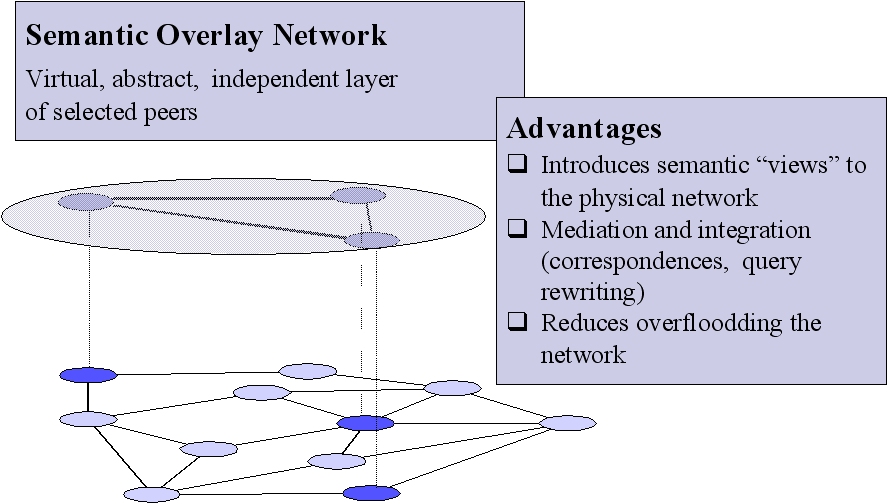 Semantic Overlay Network
Virtual, abstract, independent layer
of selected peers
Advantages
❑ Introduces semantic “views” to
the physical network
❑ Mediation and integration
(correspondences, query
rewriting)
❑ Reduces overfloodding the
network